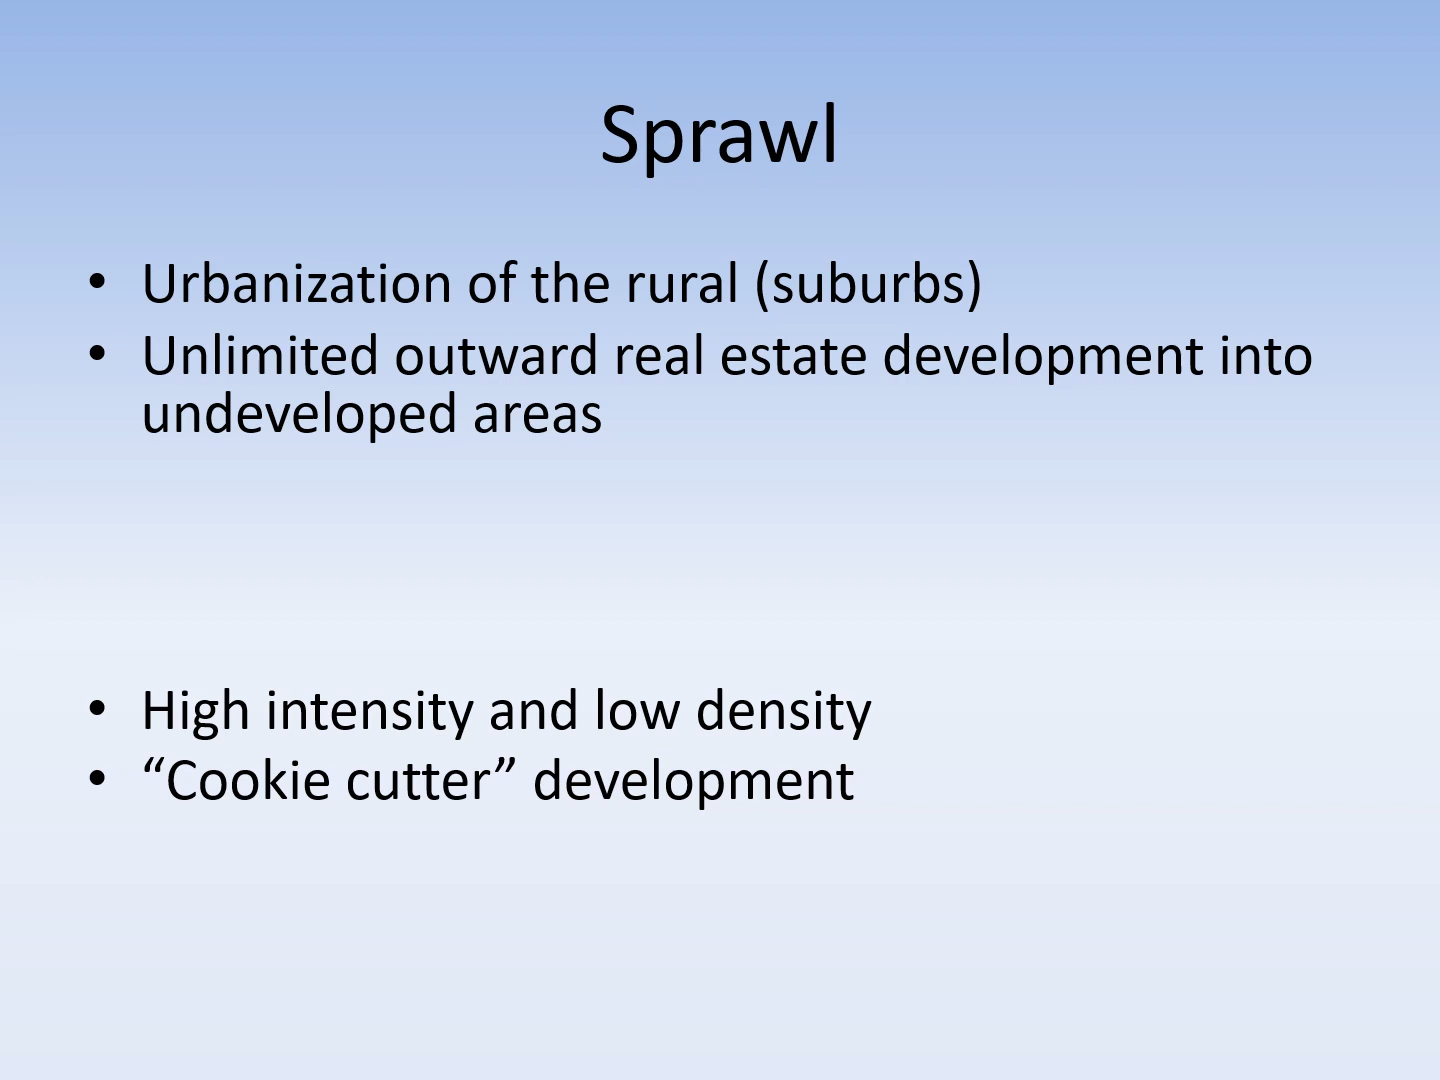 Sprawl
• Urbanization of the rural (suburbs)
• Unlimited outward real estate development into
undeveloped areas
• High intensity and low density
• “Cookie cutter” development